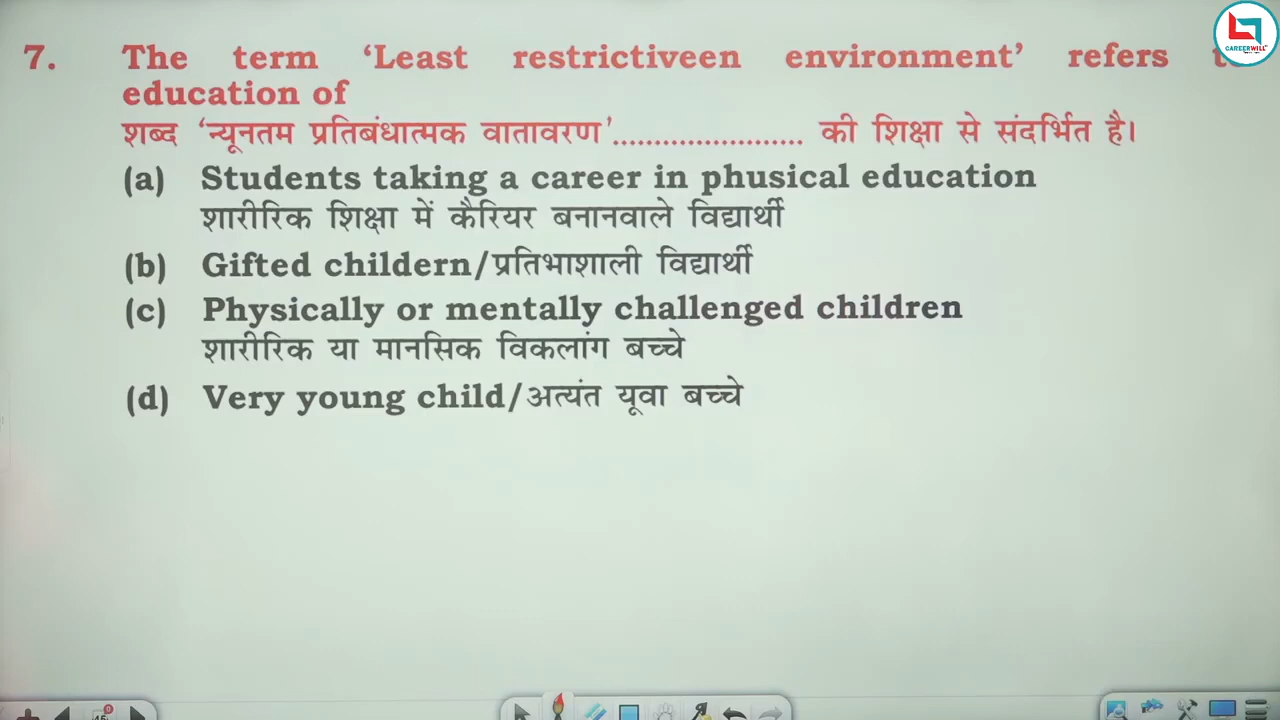 7. The term ‘Least restrictiveen environment’ refers to
education of
शब्द ‘न्यूनतम प्रतिबंधात्मक वातावरण’...................... की शिक्षा से संदर्भित है।
(a) Students taking a career in phusical education
शारीरिक शिक्षा में कैरियर बनानवाले विद्यार्थी
(b) Gifted childern/प्रतिभाशाली विद्यार्थी
(c) Physically or mentally challenged children
शारीरिक या मानसिक विकलांग बच्चे
(d) Very young child/अत्यंत यूवा बच्चे
CAREERWILL